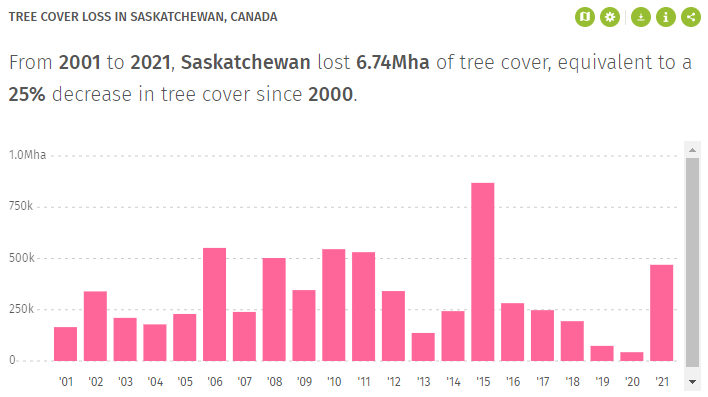 TREE COVER LOSS IN SASKATCHEWAN, CANADA
From 2001 to 2021, Saskatchewan lost 6.74Mha of tree cover, equivalent to a
25% decrease in tree cover since 2000.
1.0Mha
750k
500k
250k
0
'01 '02 '03 '04 '05 '06 '07 '08 '09 '10 '11 '12 '13 '14 '15 '16 '17 '18 '19 '20 '21